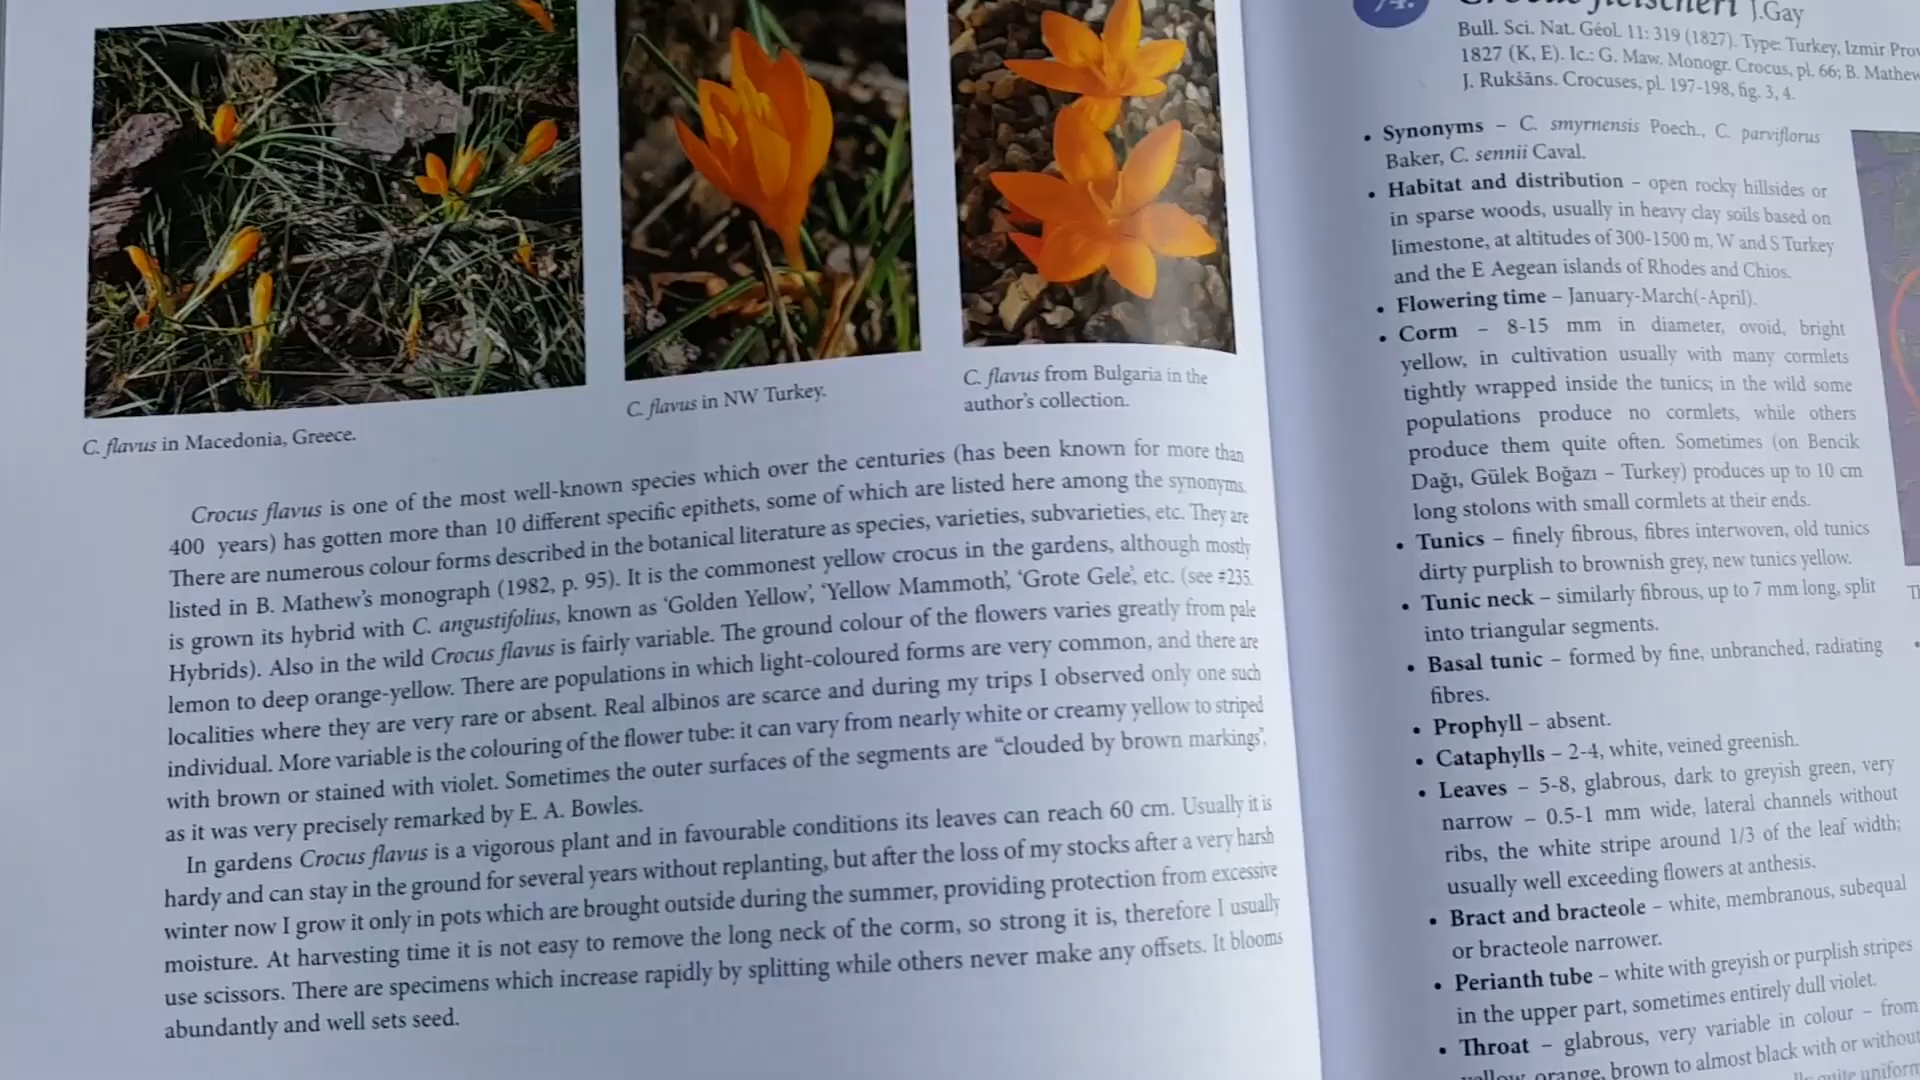 C. flavus in Macedonia, Greece.
C. flavus in NW Turkey.
C. flavus from Bulgaria in the
author's collection.
Crocus flavus is one of the most well-known species which over the centuries (has been known for more than
400 years) has gotten more than 10 different specific epithets, some of which are listed here among the synonyms.
There are numerous colour forms described in the botanical literature as species, varieties, subvarieties, etc. They are
listed in B. Mathew's monograph (1982, p. 95). It is the commonest yellow crocus in the gardens, although mostly
is grown its hybrid with C. angustifolius, known as 'Golden Yellow', 'Yellow Mammoth', 'Grote Gele', etc. (see #235.
Hybrids). Also in the wild Crocus flavus is fairly variable. The ground colour of the flowers varies greatly from pale
lemon to deep orange-yellow. There are populations in which light-coloured forms are very common, and there are
localities where they are very rare or absent. Real albinos are scarce and during my trips I observed only one such
individual. More variable is the colouring of the flower tube: it can vary from nearly white or creamy yellow to striped
with brown or stained with violet. Sometimes the outer surfaces of the segments are "clouded by brown markings",
as it was very precisely remarked by E. A. Bowles.
In gardens Crocus flavus is a vigorous plant and in favourable conditions its leaves can reach 60 cm. Usually it is
hardy and can stay in the ground for several years without replanting, but after the loss of my stocks after a very harsh
winter now I grow it only in pots which are brought outside during the summer, providing protection from excessive
moisture. At harvesting time it is not easy to remove the long neck of the corm, so strong it is, therefore I usually
use scissors. There are specimens which increase rapidly by splitting while others never make any offsets. It blooms
abundantly and well sets seed.
74. Crocus fleischeri J.Gay
Bull. Sci. Nat. Géol. 11: 319 (1827). Type: Turkey, Izmir
1827 (K, E). Ic.: G. Maw. Monogr. Crocus, pl. 66; B. Mathew
J. Rukšāns. Crocuses, pl. 197-198, fig. 3, 4.
• Synonyms – C. smyrnensis Poech., C. parviflorus
Baker, C. sennii Caval.
• Habitat and distribution – open rocky hillsides or
in sparse woods, usually in heavy clay soils based on
limestone, at altitudes of 300-1500 m, W and S Turkey
and the E Aegean islands of Rhodes and Chios.
• Flowering time – January-March(-April).
• Corm – 8-15 mm in diameter, ovoid, bright
yellow, in cultivation usually with many cormlets
tightly wrapped inside the tunics; in the wild some
populations produce no cormlets, while others
produce them quite often. Sometimes (on Bencik
Dağı, Gülek Boğazı – Turkey) produces up to 10 cm
long stolons with small cormlets at their ends.
• Tunics – finely fibrous, fibres interwoven, old tunics
dirty purplish to brownish grey, new tunics yellow.
• Tunic neck – similarly fibrous, up to 7 mm long, split
into triangular segments.
• Basal tunic – formed by fine, unbranched, radiating
fibres.
• Prophyll – absent.
• Cataphylls – 2-4, white, veined greenish.
• Leaves – 5-8, glabrous, dark to greyish green, very
narrow – 0.5-1 mm wide, lateral channels without
ribs, the white stripe around 1/3 of the leaf width;
usually well exceeding flowers at anthesis.
• Bract and bracteole – white, membranous, subequal
or bracteole narrower.
• Perianth tube – white with greyish or purplish stripes
in the upper part, sometimes entirely dull violet.
• Throat – glabrous, very variable in colour – from
yellow, orange, brown to almost black with or without
quite uniform